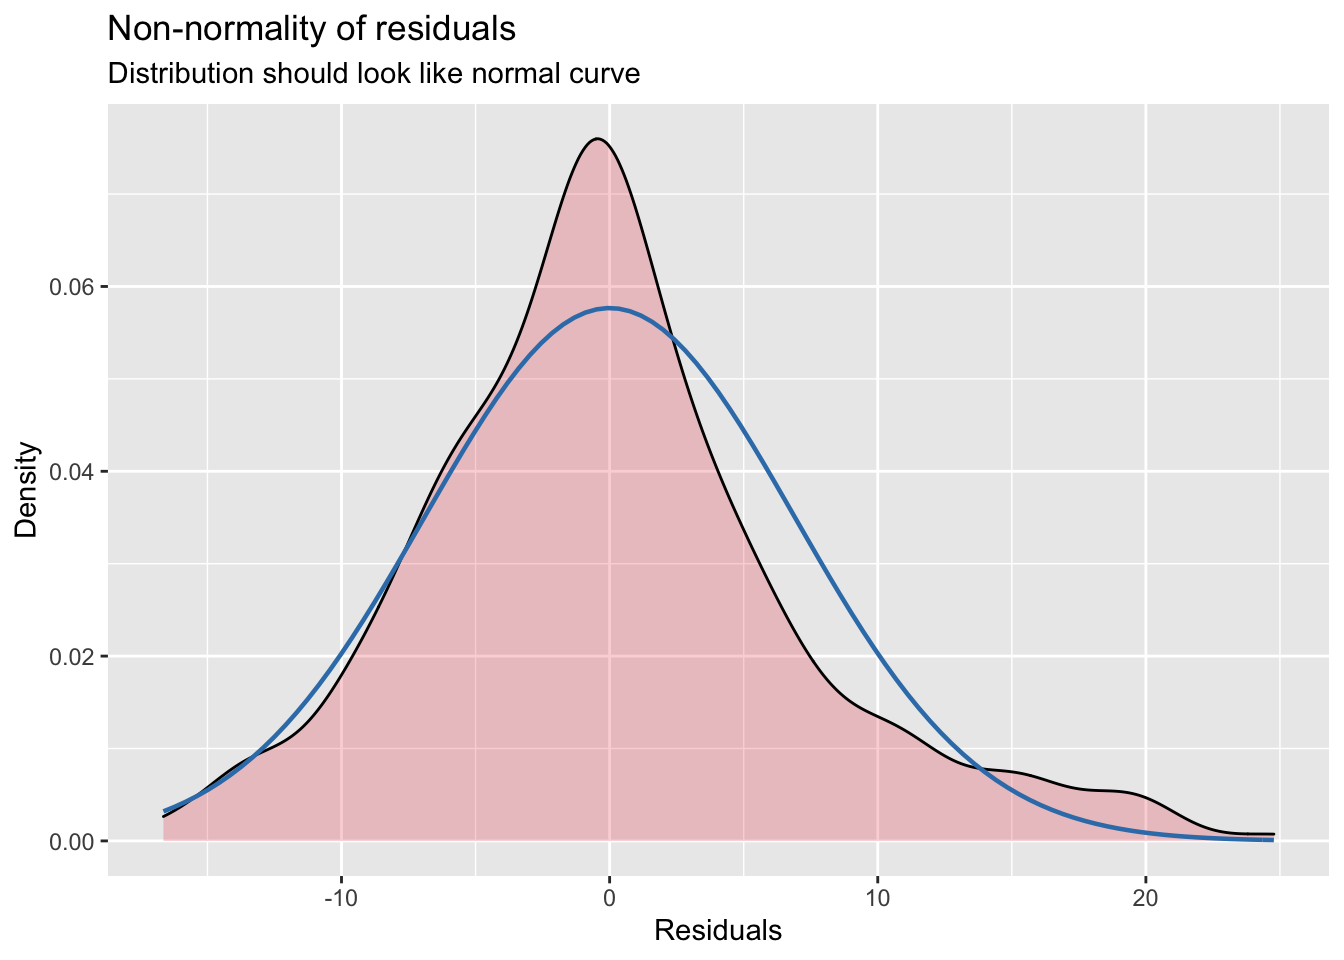 Non-normality of residuals
Distribution should look like normal curve
Density
0.06
0.04
0.02
0.00
-10
0
10
20
Residuals